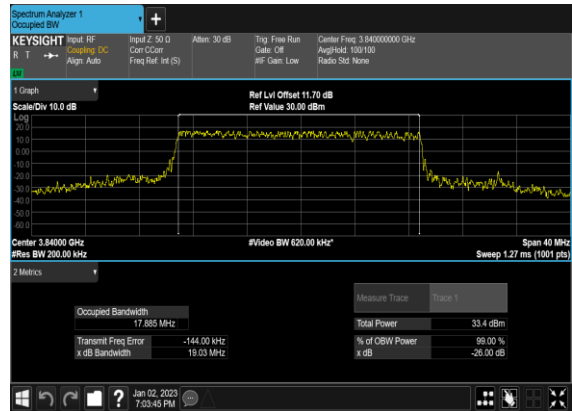 Spectrum Analyzer 1
Occupied BW
+
KEYSIGHT Input: RF Input Z: 50 Ω Atten: 30 dB Trig: Free Run Center Freq: 3.840000000 GHz
R T Coupling: DC Corr CCorr Gate: Off Avg|Hold: 100/100
Align: Auto Freq Ref: Int (S) #IF Gain: Low Radio Std: None
1 Graph
Ref Lvl Offset 11.70 dB
Scale/Div 10.0 dB Ref Value 30.00 dBm
Log
20.0
10.0
0.00
-10.0
-20.0
-30.0
-40.0
-50.0
-60.0
Center 3.84000 GHz #Video BW 620.00 kHz* Span 40 MHz
#Res BW 200.00 kHz Sweep 1.27 ms (1001 pts)
2 Metrics
Measure Trace Trace 1
Occupied Bandwidth
17.885 MHz Total Power 33.4 dBm
Transmit Freq Error -144.00 kHz % of OBW Power 99.00 %
x dB Bandwidth 19.03 MHz x dB -26.00 dB
? Jan 02, 2023
7:03:45 PM